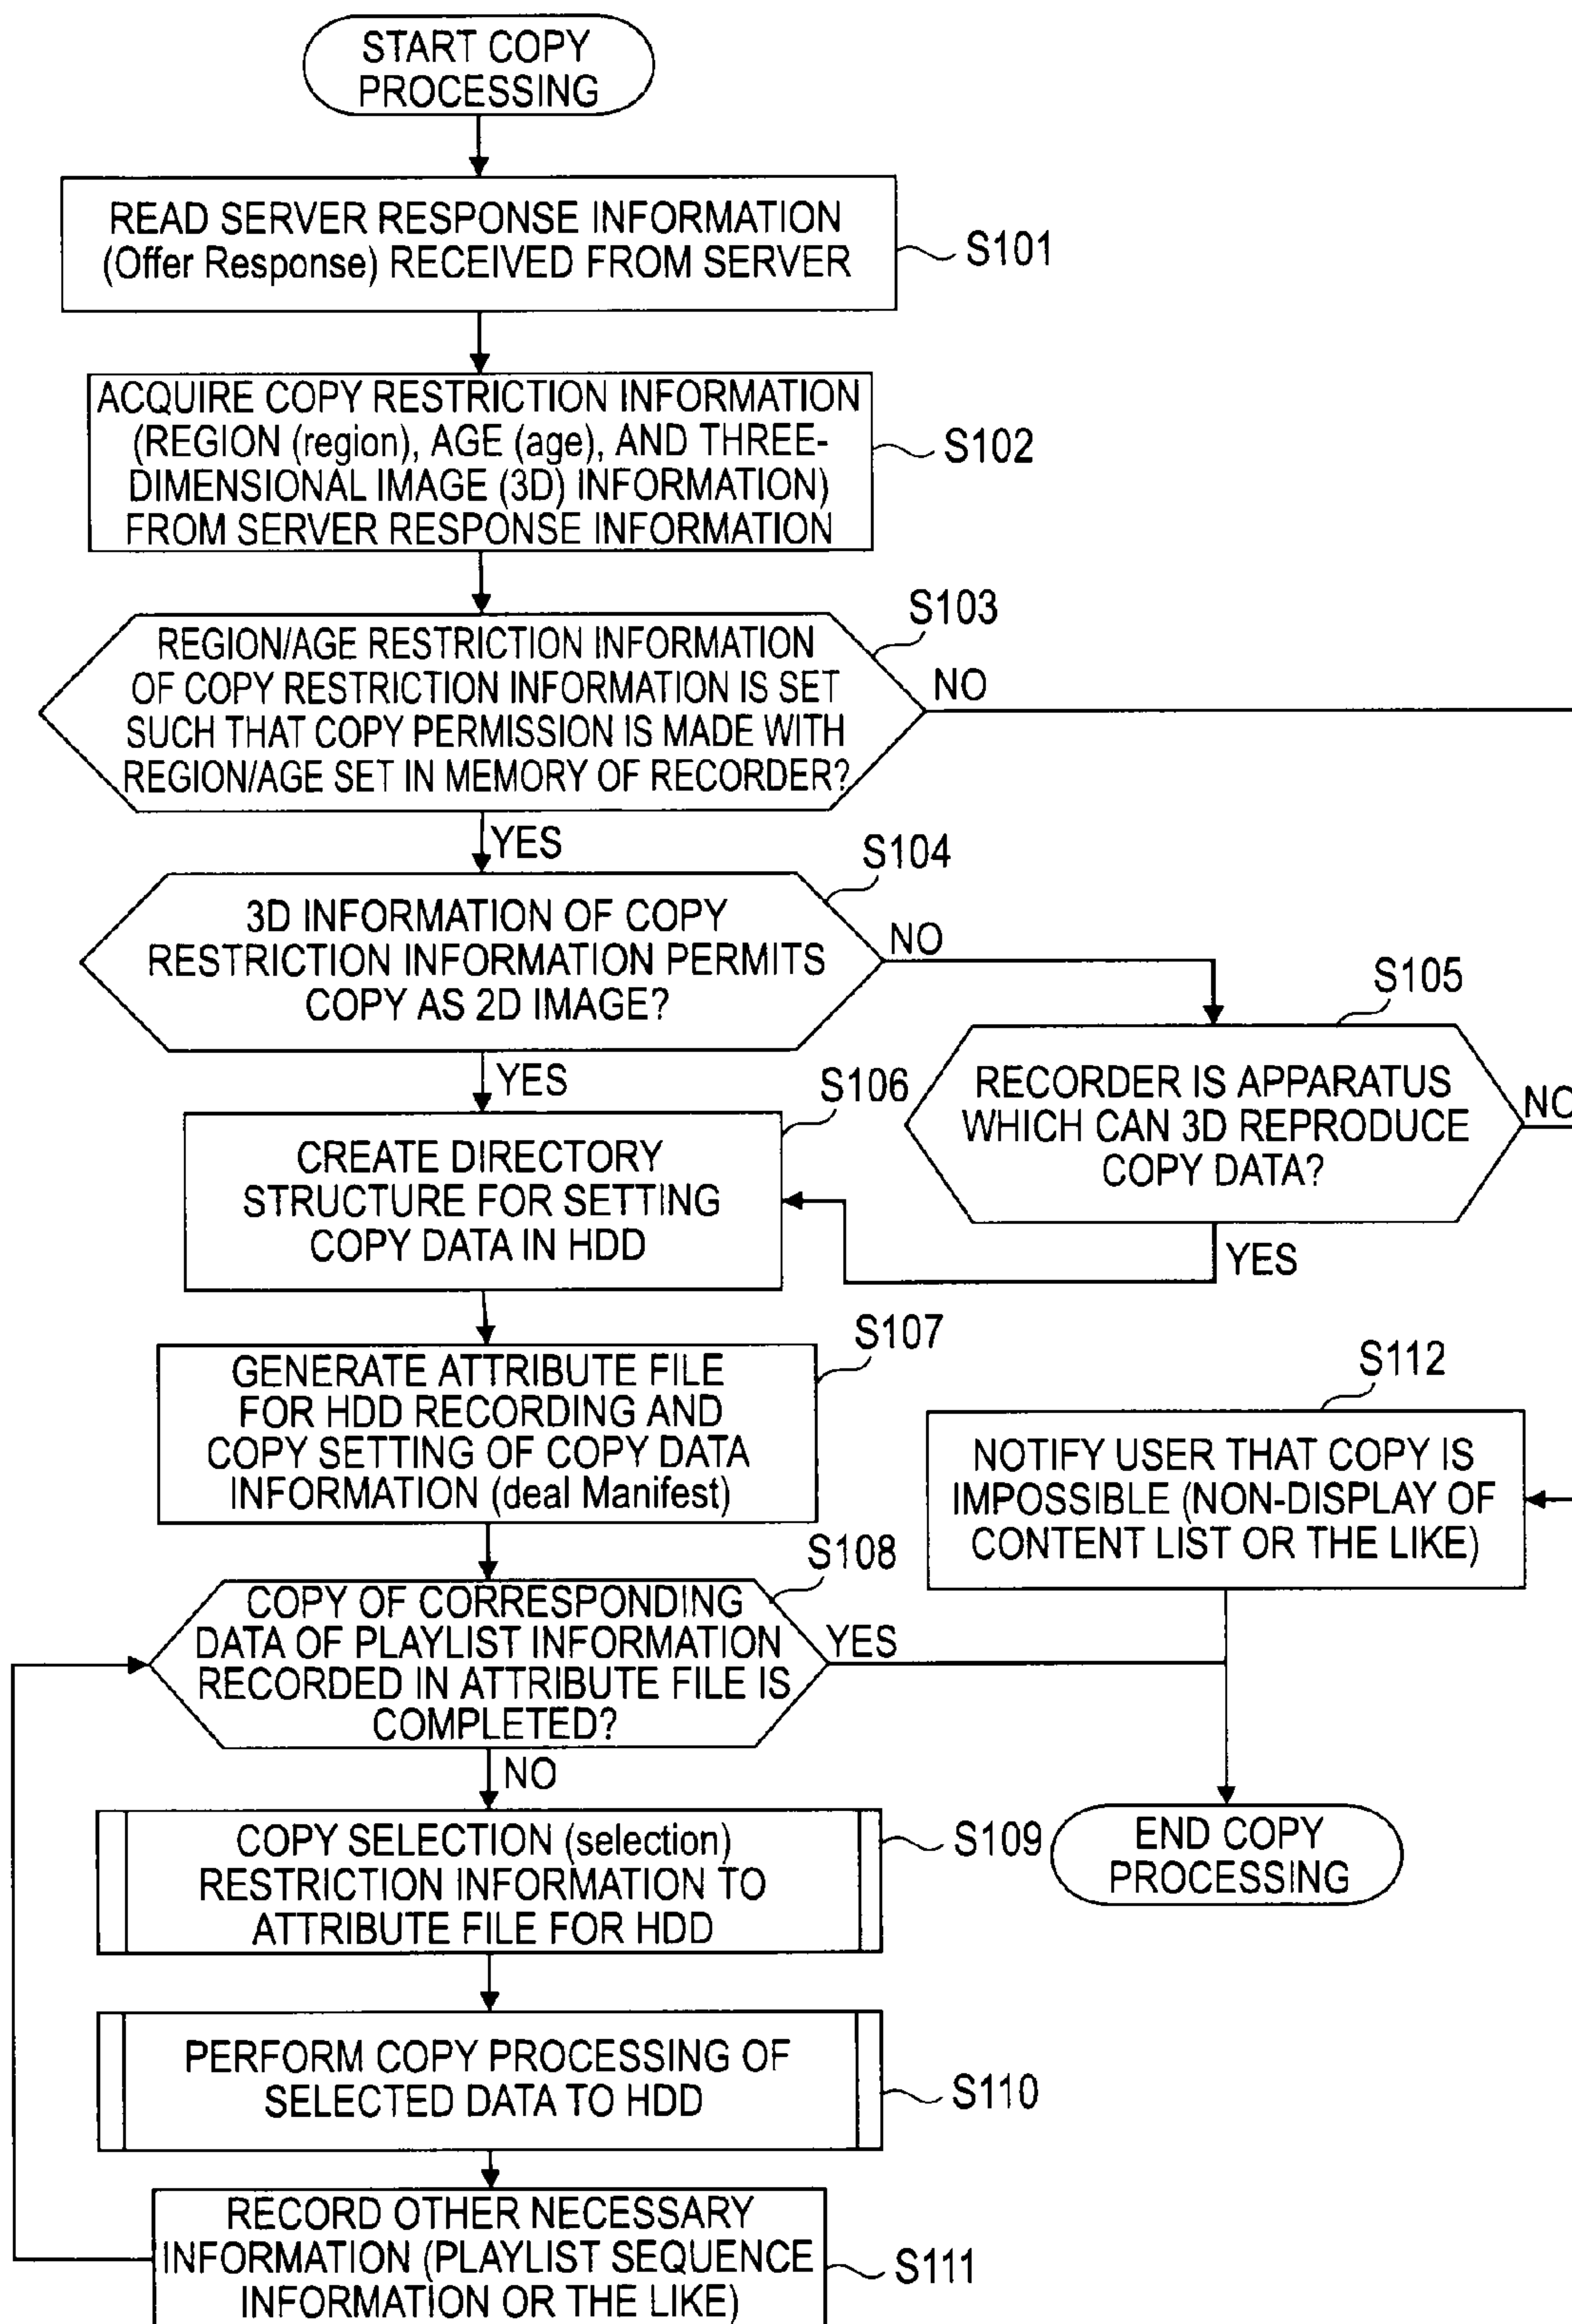 START COPY
PROCESSING
READ SERVER RESPONSE INFORMATION
(Offer Response) RECEIVED FROM SERVER
S101
ACQUIRE COPY RESTRICTION INFORMATION
(REGION (region), AGE (age), AND THREE-
DIMENSIONAL IMAGE (3D) INFORMATION)
FROM SERVER RESPONSE INFORMATION
S102
S103
REGION/AGE RESTRICTION INFORMATION
OF COPY RESTRICTION INFORMATION IS SET
SUCH THAT COPY PERMISSION IS MADE WITH
REGION/AGE SET IN MEMORY OF RECORDER?
NO
YES
S104
3D INFORMATION OF COPY
RESTRICTION INFORMATION PERMITS
COPY AS 2D IMAGE?
NO
YES
S105
RECORDER IS APPARATUS
WHICH CAN 3D REPRODUCE
COPY DATA?
NO
YES
S106
CREATE DIRECTORY
STRUCTURE FOR SETTING
COPY DATA IN HDD
S107
GENERATE ATTRIBUTE FILE
FOR HDD RECORDING AND
COPY SETTING OF COPY DATA
INFORMATION (deal Manifest)
S112
NOTIFY USER THAT COPY IS
IMPOSSIBLE (NON-DISPLAY OF
CONTENT LIST OR THE LIKE)
S108
COPY OF CORRESPONDING
DATA OF PLAYLIST INFORMATION
RECORDED IN ATTRIBUTE FILE IS
COMPLETED?
YES
NO
COPY SELECTION (selection)
RESTRICTION INFORMATION TO
ATTRIBUTE FILE FOR HDD
S109
END COPY
PROCESSING
PERFORM COPY PROCESSING OF
SELECTED DATA TO HDD
S110
RECORD OTHER NECESSARY
INFORMATION (PLAYLIST SEQUENCE
INFORMATION OR THE LIKE)
S111